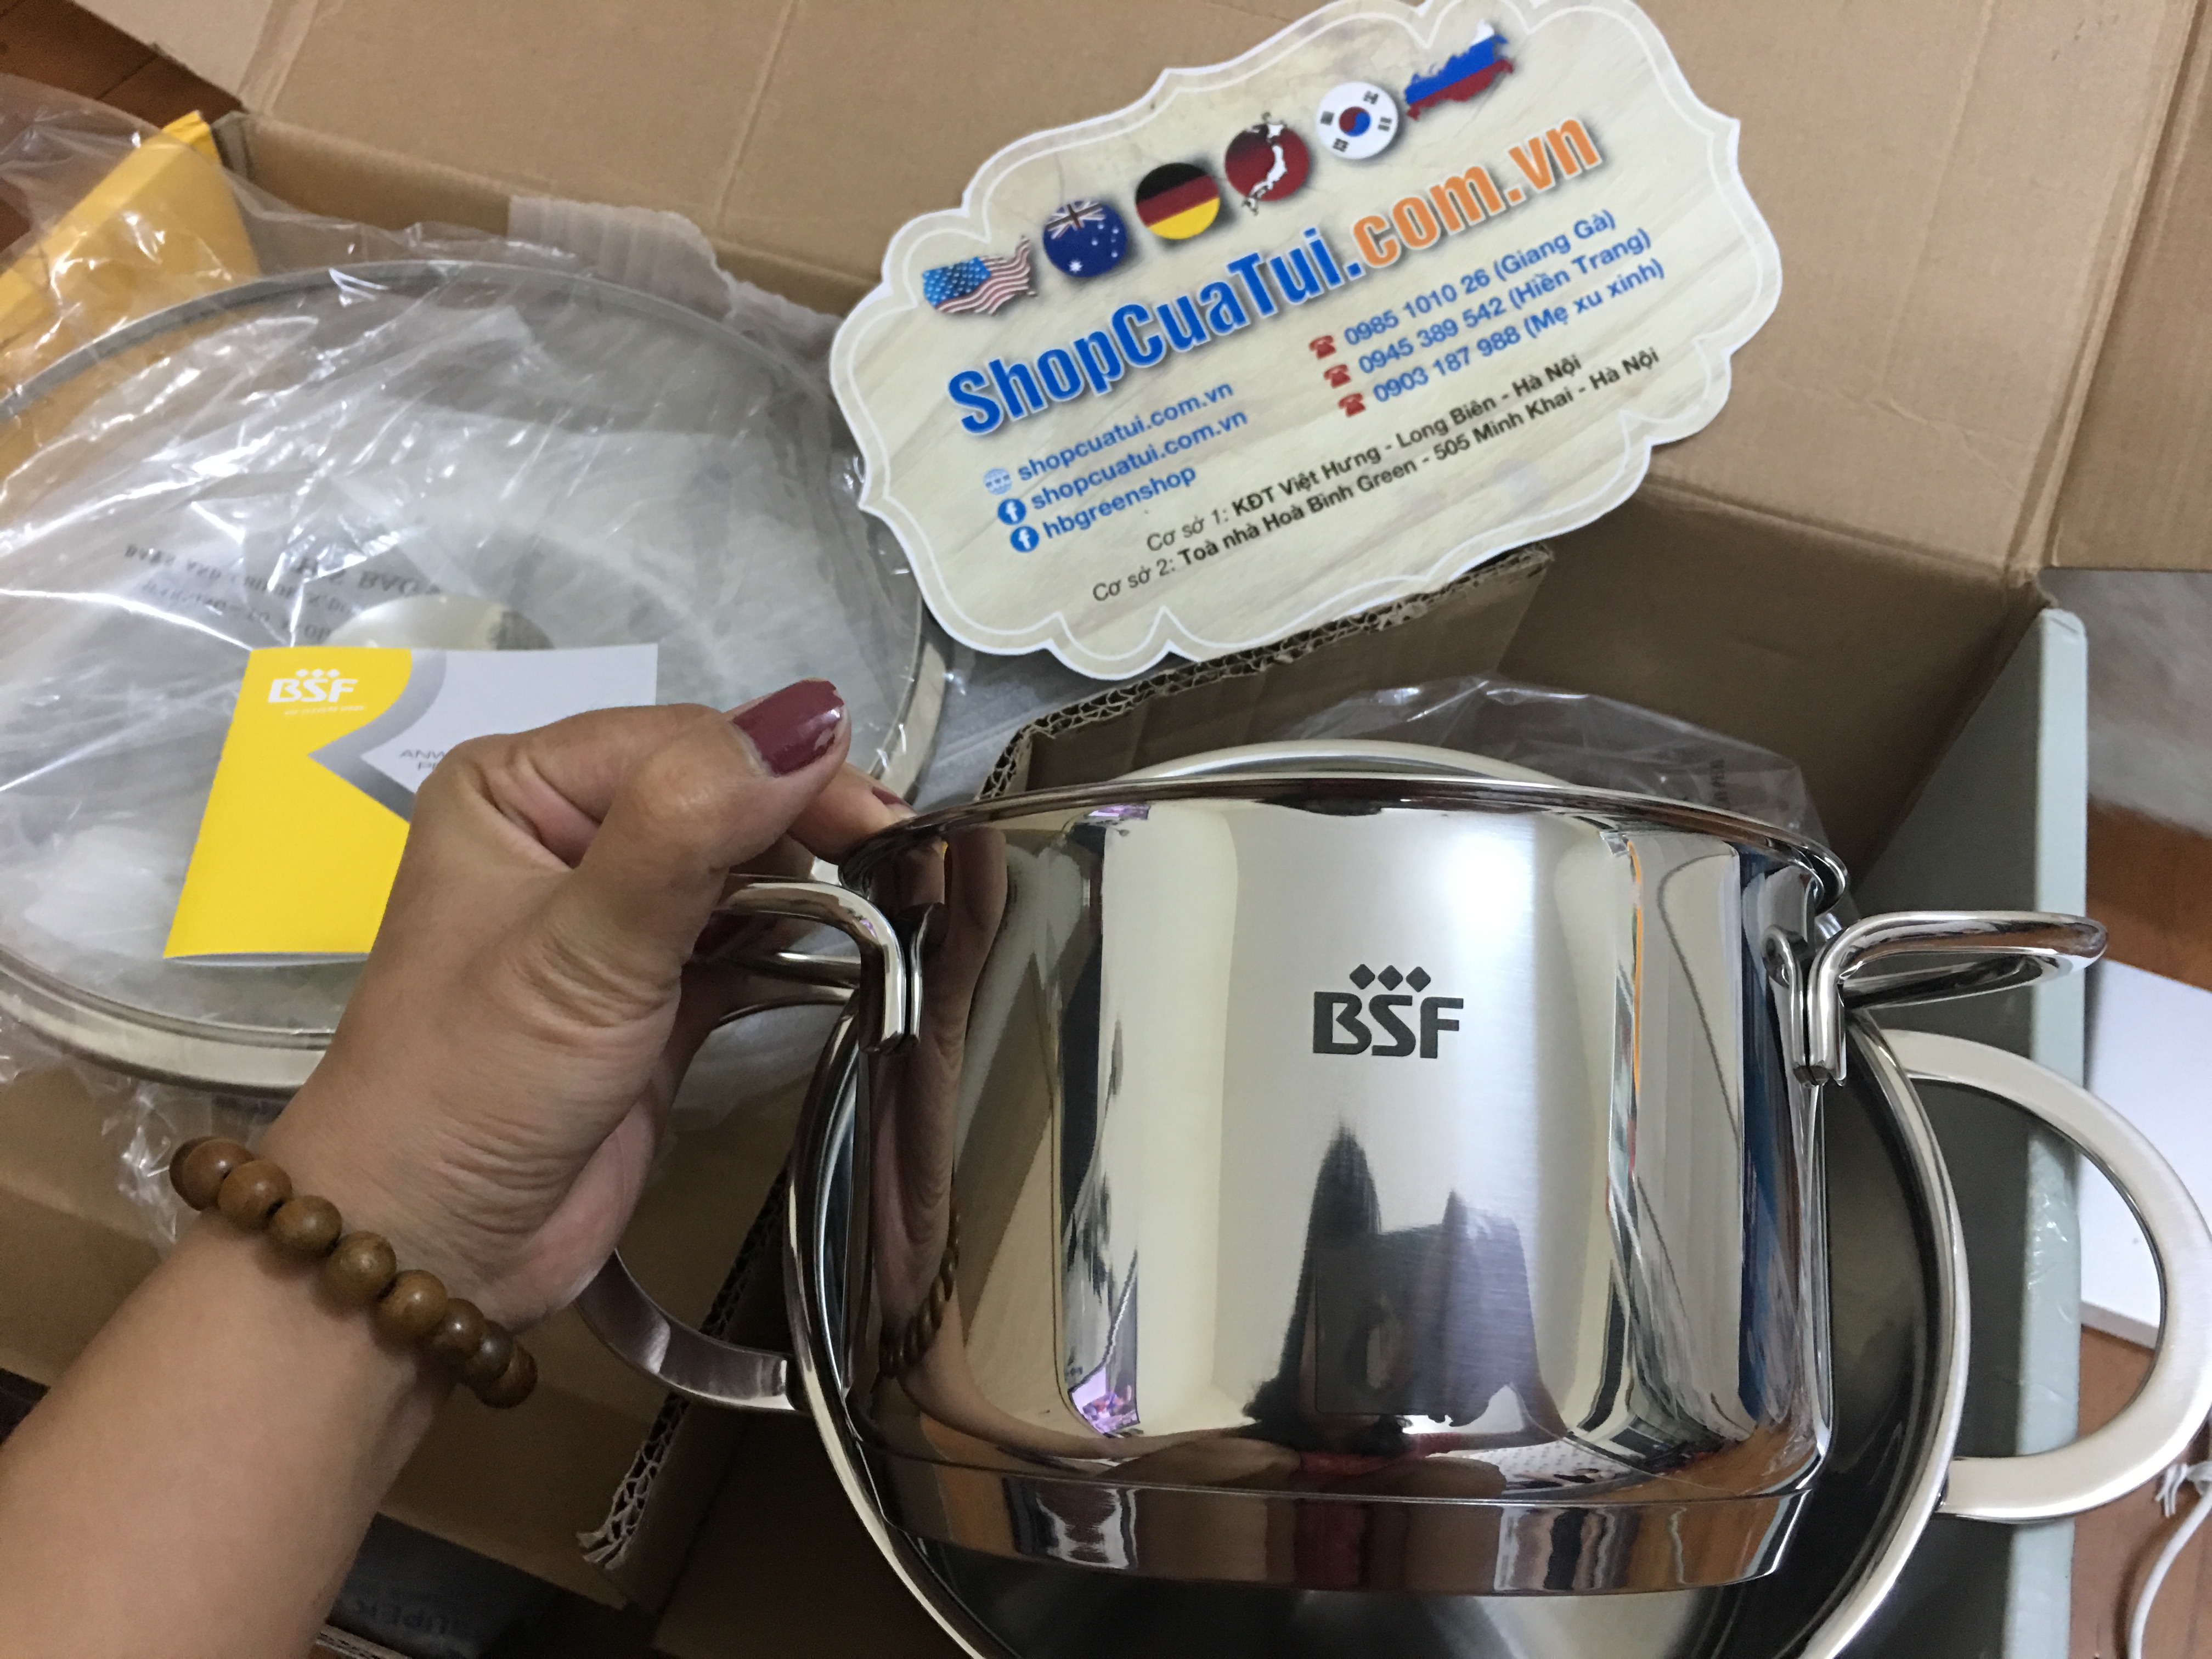 ShopCuaTui.com.vn
shopcuatui.com.vn
shopcuatui.com.vn
hbgreenshop
0985 1010 26 (Giang Gà)
0945 389 542 (Hiền Trang)
0903 187 988 (Mẹ xu xinh)
Cơ sở 1: KĐT Việt Hưng - Long Biên - Hà Nội
Cơ sở 2: Toà nhà Hoà Bình Green - 505 Minh Khai - Hà Nội
BSF
BSF